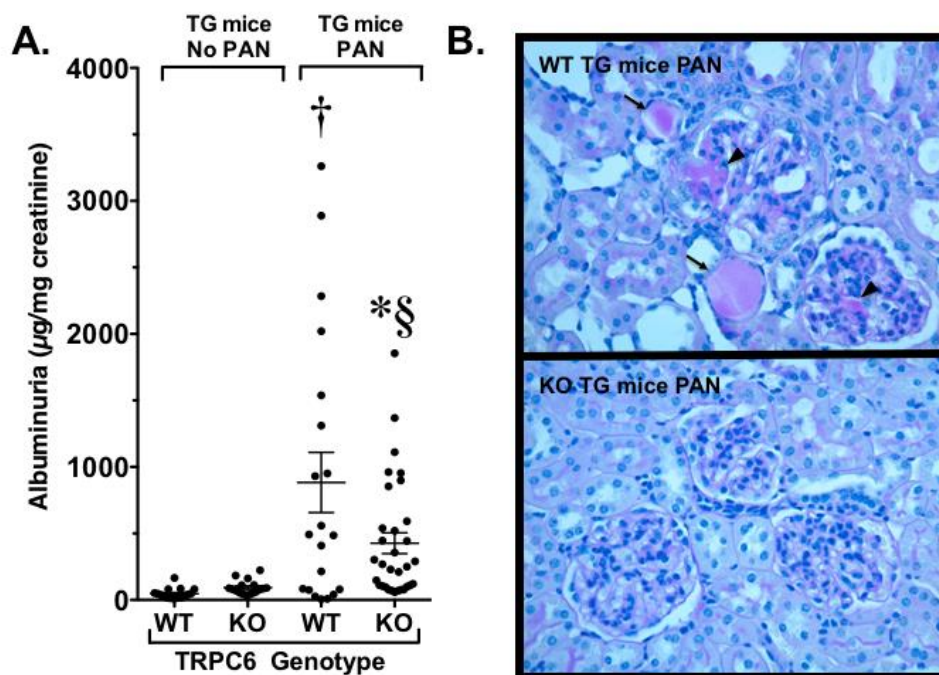 A.
TG mice
No PAN
TG mice
PAN
Albuminuria (µg/mg creatinine)
4000
3000
2000
1000
0
†
*§
WT
KO
WT
KO
TRPC6 Genotype
B.
WT TG mice PAN
KO TG mice PAN